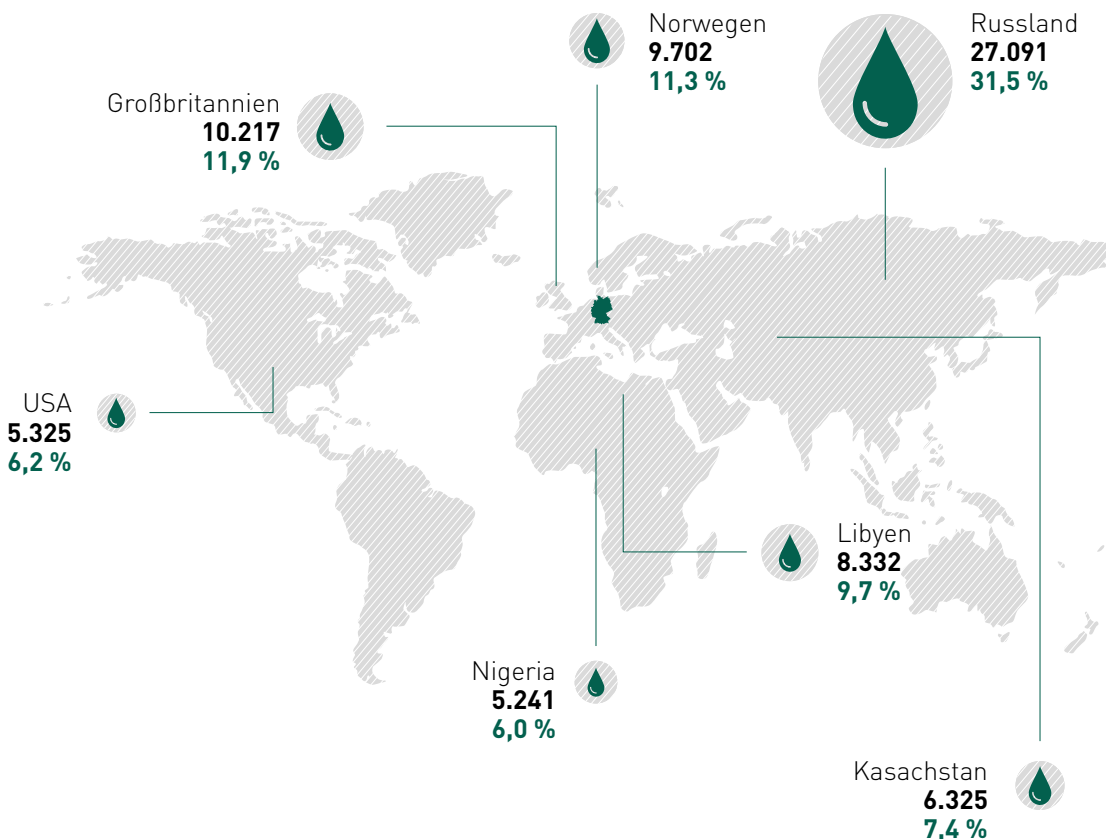 Norwegen
9.702
11,3 %
Russland
27.091
31,5 %
Großbritannien
10.217
11,9 %
USA
5.325
6,2 %
Libyen
8.332
9,7 %
Nigeria
5.241
6,0 %
Kasachstan
6.325
7,4 %